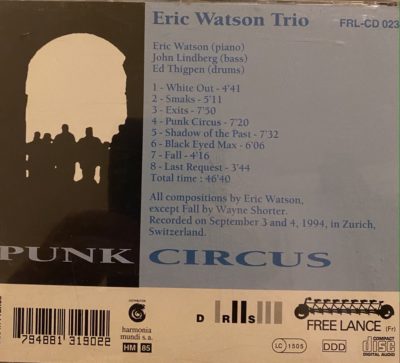 Eric Watson Trio
FRL-CD 023
Eric Watson (piano)
John Lindberg (bass)
Ed Thigpen (drums)
1 - White Out - 4'41
2 - Smaks - 5'11
3 - Exits - 7'50
4 - Punk Circus - 7'20
5 - Shadow of the Past - 7'32
6 - Black Eyed Max - 6'06
7 - Fall - 4'16
8 - Last Request - 3'44
Total time : 46'40
All compositions by Eric Watson,
except Fall by Wayne Shorter.
Recorded on September 3 and 4, 1994, in Zurich,
Switzerland.
PUNK CIRCUS
794881 319022
harmonia
mundi s.a.
HM 85
D R S
FREE LANCE (Fr)
LC 1505
DDD
COMPACT
disc
DIGITAL AUDIO